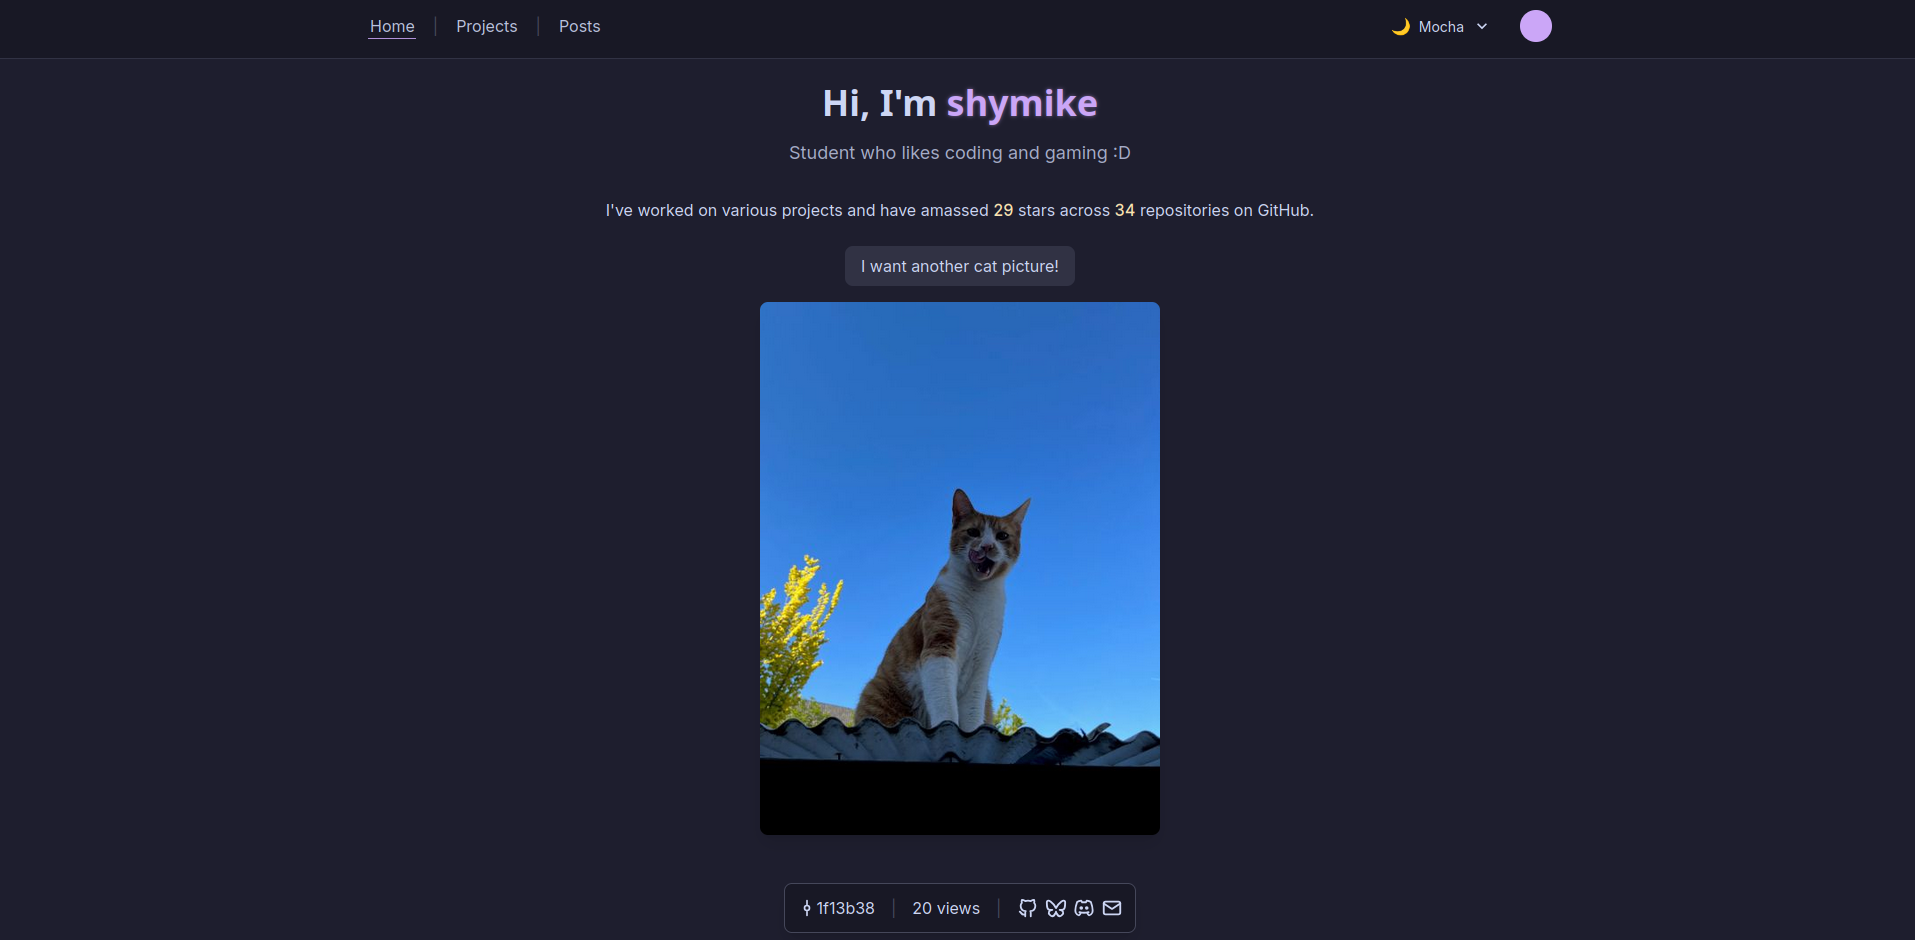 Home | Projects | Posts
Mocha
Hi, I'm shymike
Student who likes coding and gaming :D
I've worked on various projects and have amassed 29 stars across 34 repositories on GitHub.
I want another cat picture!
1f13b38 | 20 views |